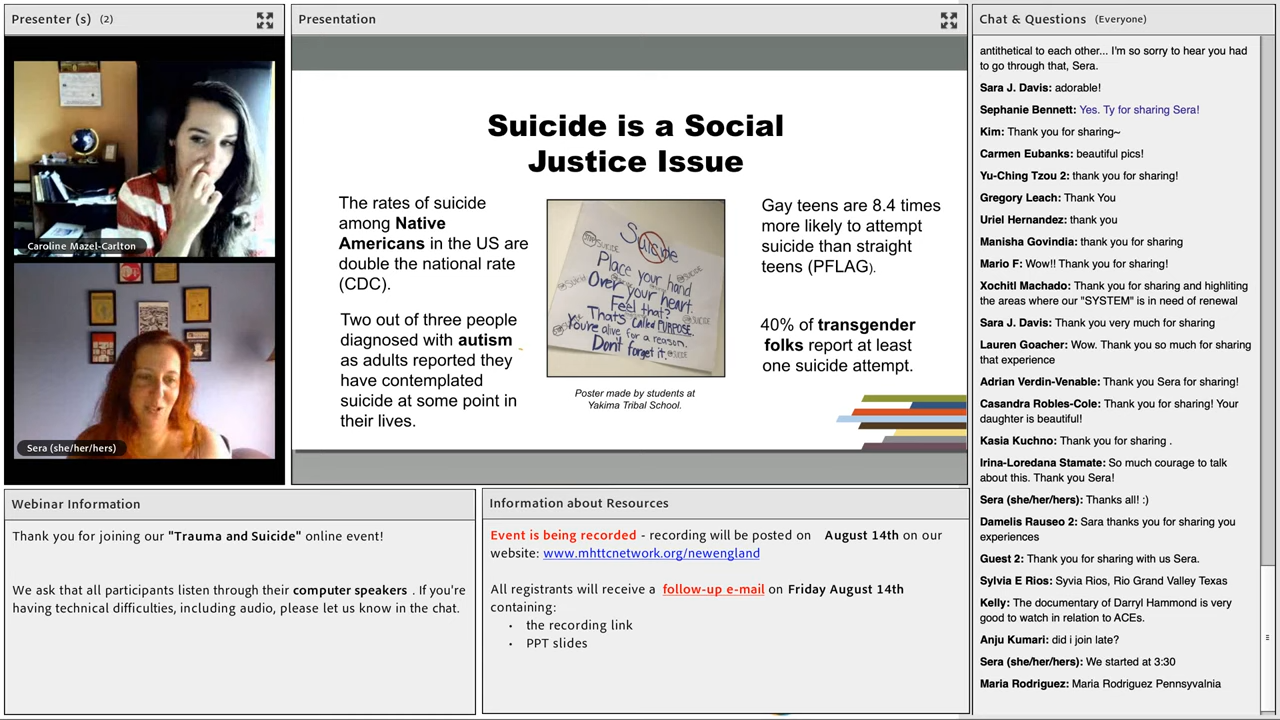 Presenter (s) (2)
Caroline Mazel-Carlton
Sera (she/her/hers)
Presentation
Suicide is a Social
Justice Issue
The rates of suicide
among Native
Americans in the US are
double the national rate
(CDC).
Two out of three people
diagnosed with autism
as adults reported they
have contemplated
suicide at some point in
their lives.
Suicide
Place your hand
Over your heart.
Feel that?
Thats called PURPOSE.
You're alive for a reason.
Don't forget it.
Poster made by students at
Yakima Tribal School.
Gay teens are 8.4 times
more likely to attempt
suicide than straight
teens (PFLAG).
40% of transgender
folks report at least
one suicide attempt.
Chat & Questions (Everyone)
antithetical to each other... I'm so sorry to hear you had
to go through that, Sera.
Sara J. Davis: adorable!
Sephanie Bennett: Yes. Ty for sharing Sera!
Kim: Thank you for sharing~
Carmen Eubanks: beautiful pics!
Yu-Ching Tzou 2: thank you for sharing!
Gregory Leach: Thank You
Uriel Hernandez: thank you
Manisha Govindia: thank you for sharing
Mario F: Wow!! Thank you for sharing!
Xochitl Machado: Thank you for sharing and highliting
the areas where our "SYSTEM" is in need of renewal
Sara J. Davis: Thank you very much for sharing
Lauren Goacher: Wow. Thank you so much for sharing
that experience
Adrian Verdin-Venable: Thank you Sera for sharing!
Casandra Robles-Cole: Thank you for sharing! Your
daughter is beautiful!
Kasia Kuchno: Thank you for sharing .
Irina-Loredana Stamate: So much courage to talk
about this. Thank you Sera!
Sera (she/her/hers): Thanks all! :)
Damelis Rauseo 2: Sara thanks you for sharing you
experiences
Guest 2: Thank you for sharing with us Sera.
Sylvia E Rios: Syvia Rios, Rio Grand Valley Texas
Kelly: The documentary of Darryl Hammond is very
good to watch in relation to ACEs.
Anju Kumari: did i join late?
Sera (she/her/hers): We started at 3:30
Maria Rodriguez: Maria Rodriguez Pennsyvalnia
Webinar Information
Thank you for joining our "Trauma and Suicide" online event!
We ask that all participants listen through their computer speakers . If you're
having technical difficulties, including audio, please let us know in the chat.
Information about Resources
Event is being recorded - recording will be posted on August 14th on our
website: www.mhttcnetwork.org/newengland
All registrants will receive a follow-up e-mail on Friday August 14th
containing:
• the recording link
• PPT slides